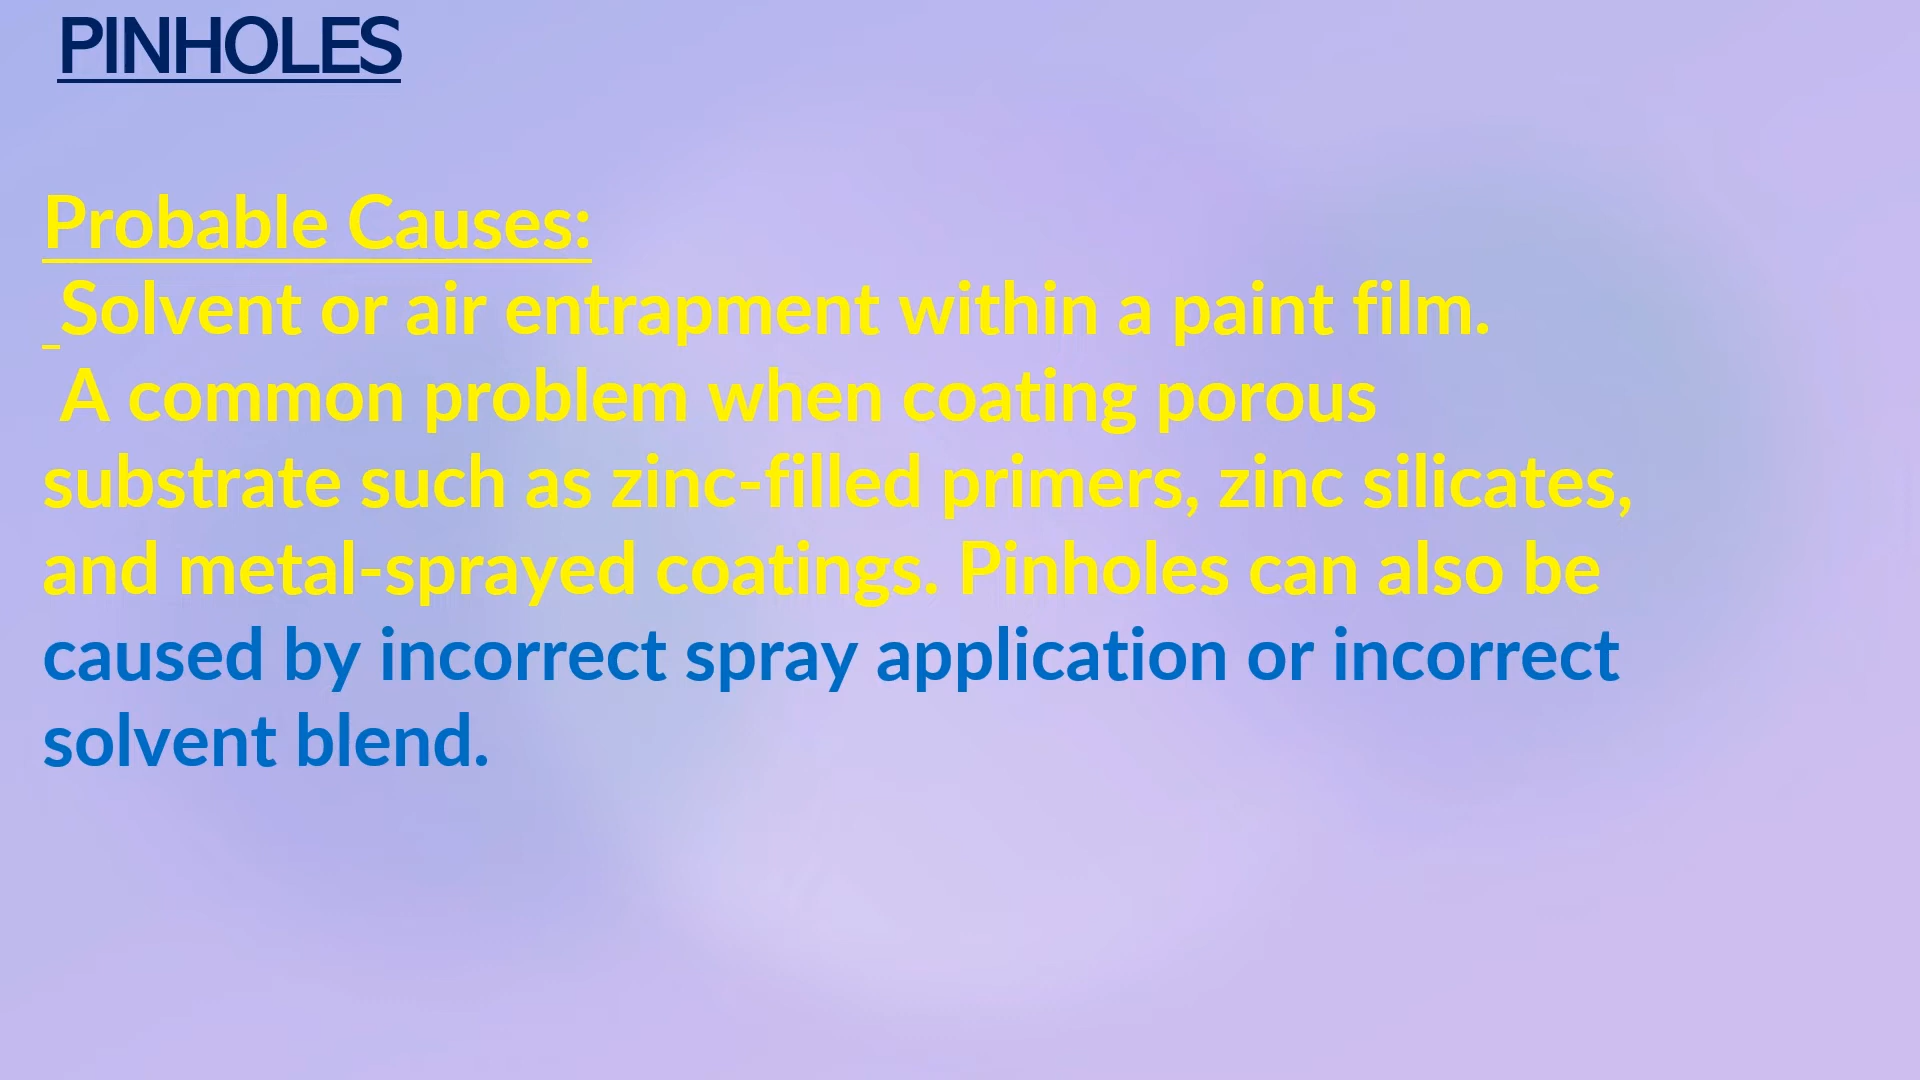 PINHOLES
Probable Causes:
Solvent or air entrapment within a paint film.
A common problem when coating porous
substrate such as zinc-filled primers, zinc silicates,
and metal-sprayed coatings. Pinholes can also be
caused by incorrect spray application or incorrect
solvent blend.